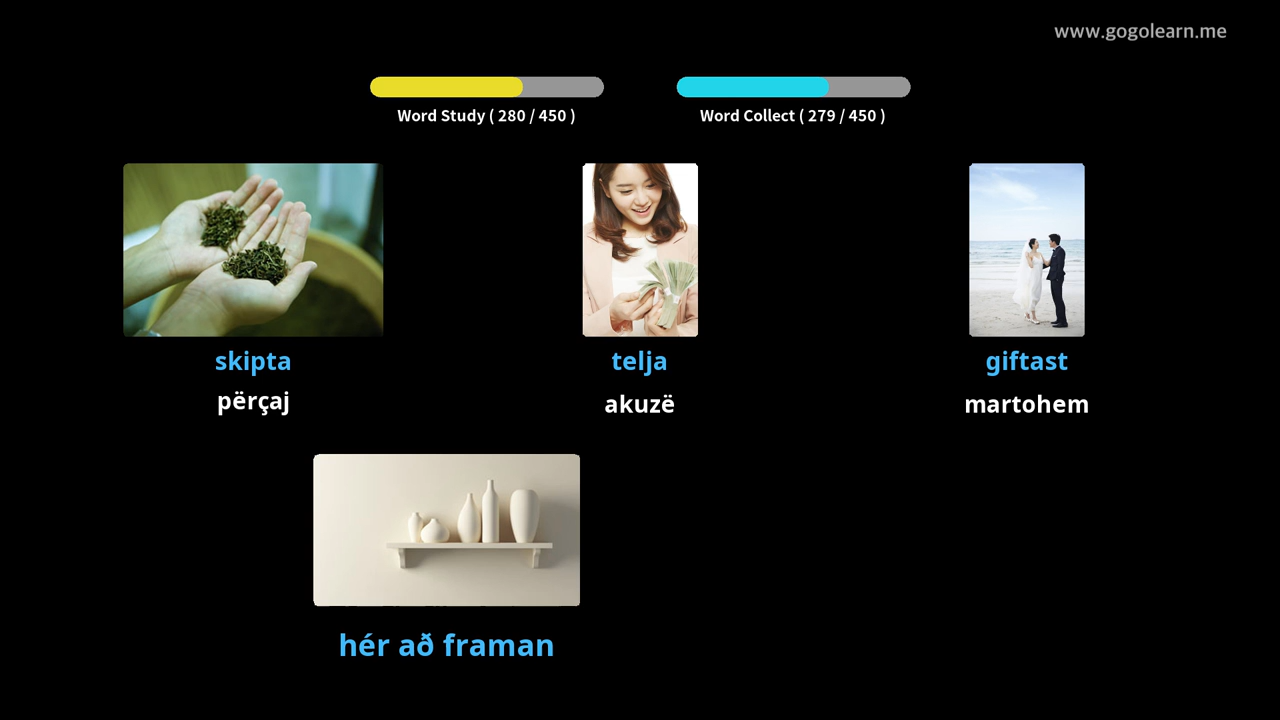 www.gogolearn.me
Word Study ( 280 / 450 )
Word Collect ( 279 / 450 )
skipta
telja
giftast
përçaj
akuzë
martohem
hér að framan